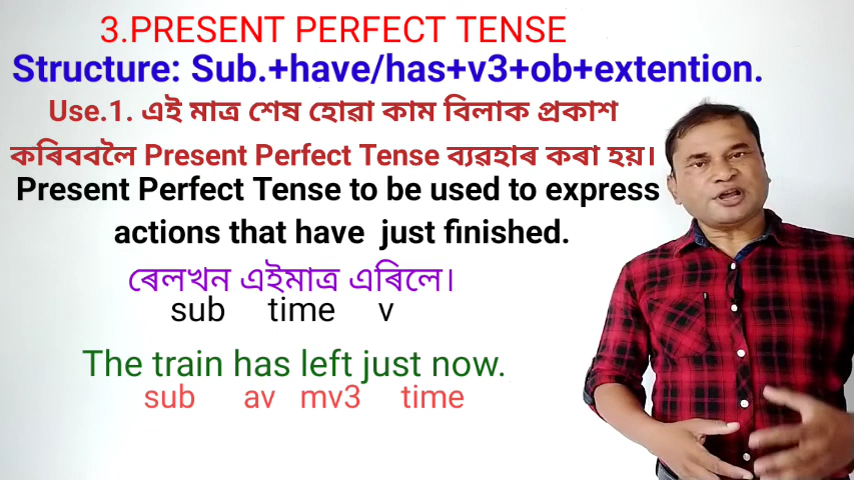 3.PRESENT PERFECT TENSE
Structure: Sub.+have/has+v3+ob+extention.
Use.1. এই মাত্ৰ শেষ হোৱা কাম বিলাক প্ৰকাশ
কৰিববলৈ Present Perfect Tense ব্যৱহাৰ কৰা হয়।
Present Perfect Tense to be used to express
actions that have just finished.
ৰেলখন এইমাত্ৰ এৰিলে।
sub time v
The train has left just now.
sub av mv3 time